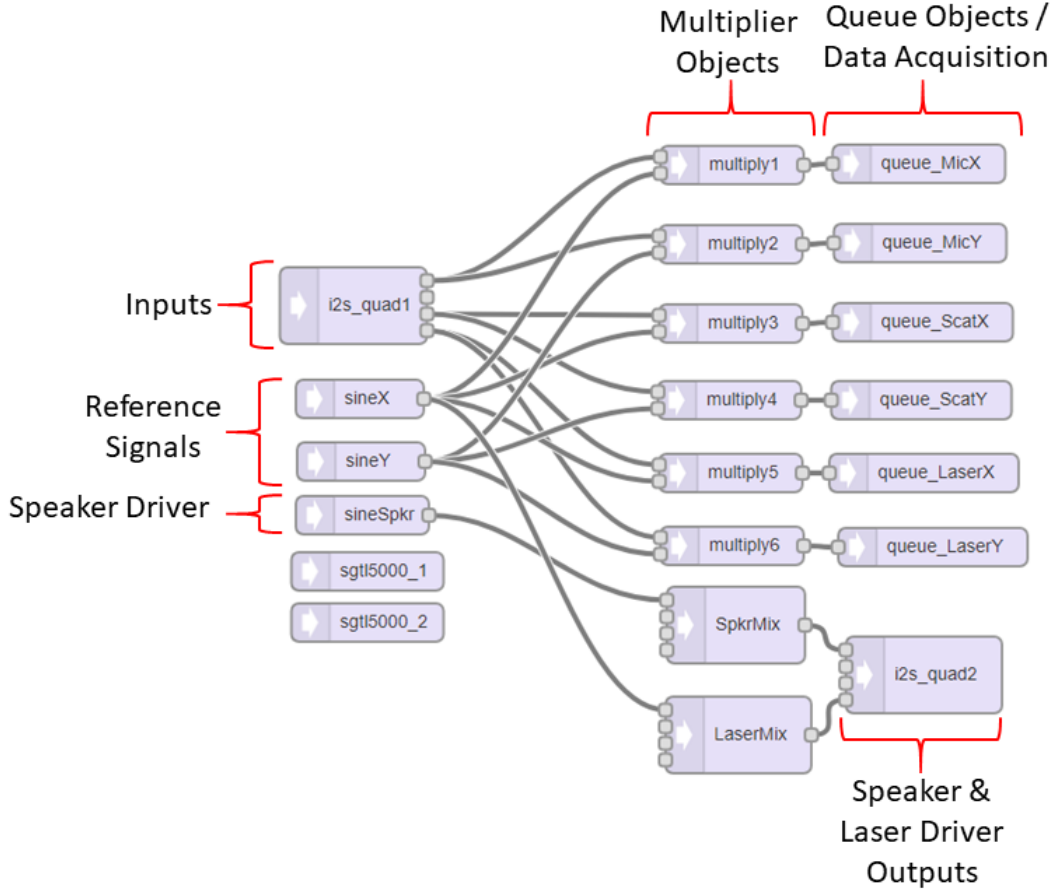 Multiplier
Objects
Queue Objects /
Data Acquisition
multiply1
queue_MicX
multiply2
queue_MicY
Inputs
i2s_quad1
multiply3
queue_ScatX
Reference
Signals
sineX
multiply4
queue_ScatY
sineY
multiply5
queue_LaserX
Speaker Driver
sineSpkr
multiply6
queue_LaserY
sgtl5000_1
sgtl5000_2
SpkrMix
i2s_quad2
LaserMix
Speaker &
Laser Driver
Outputs